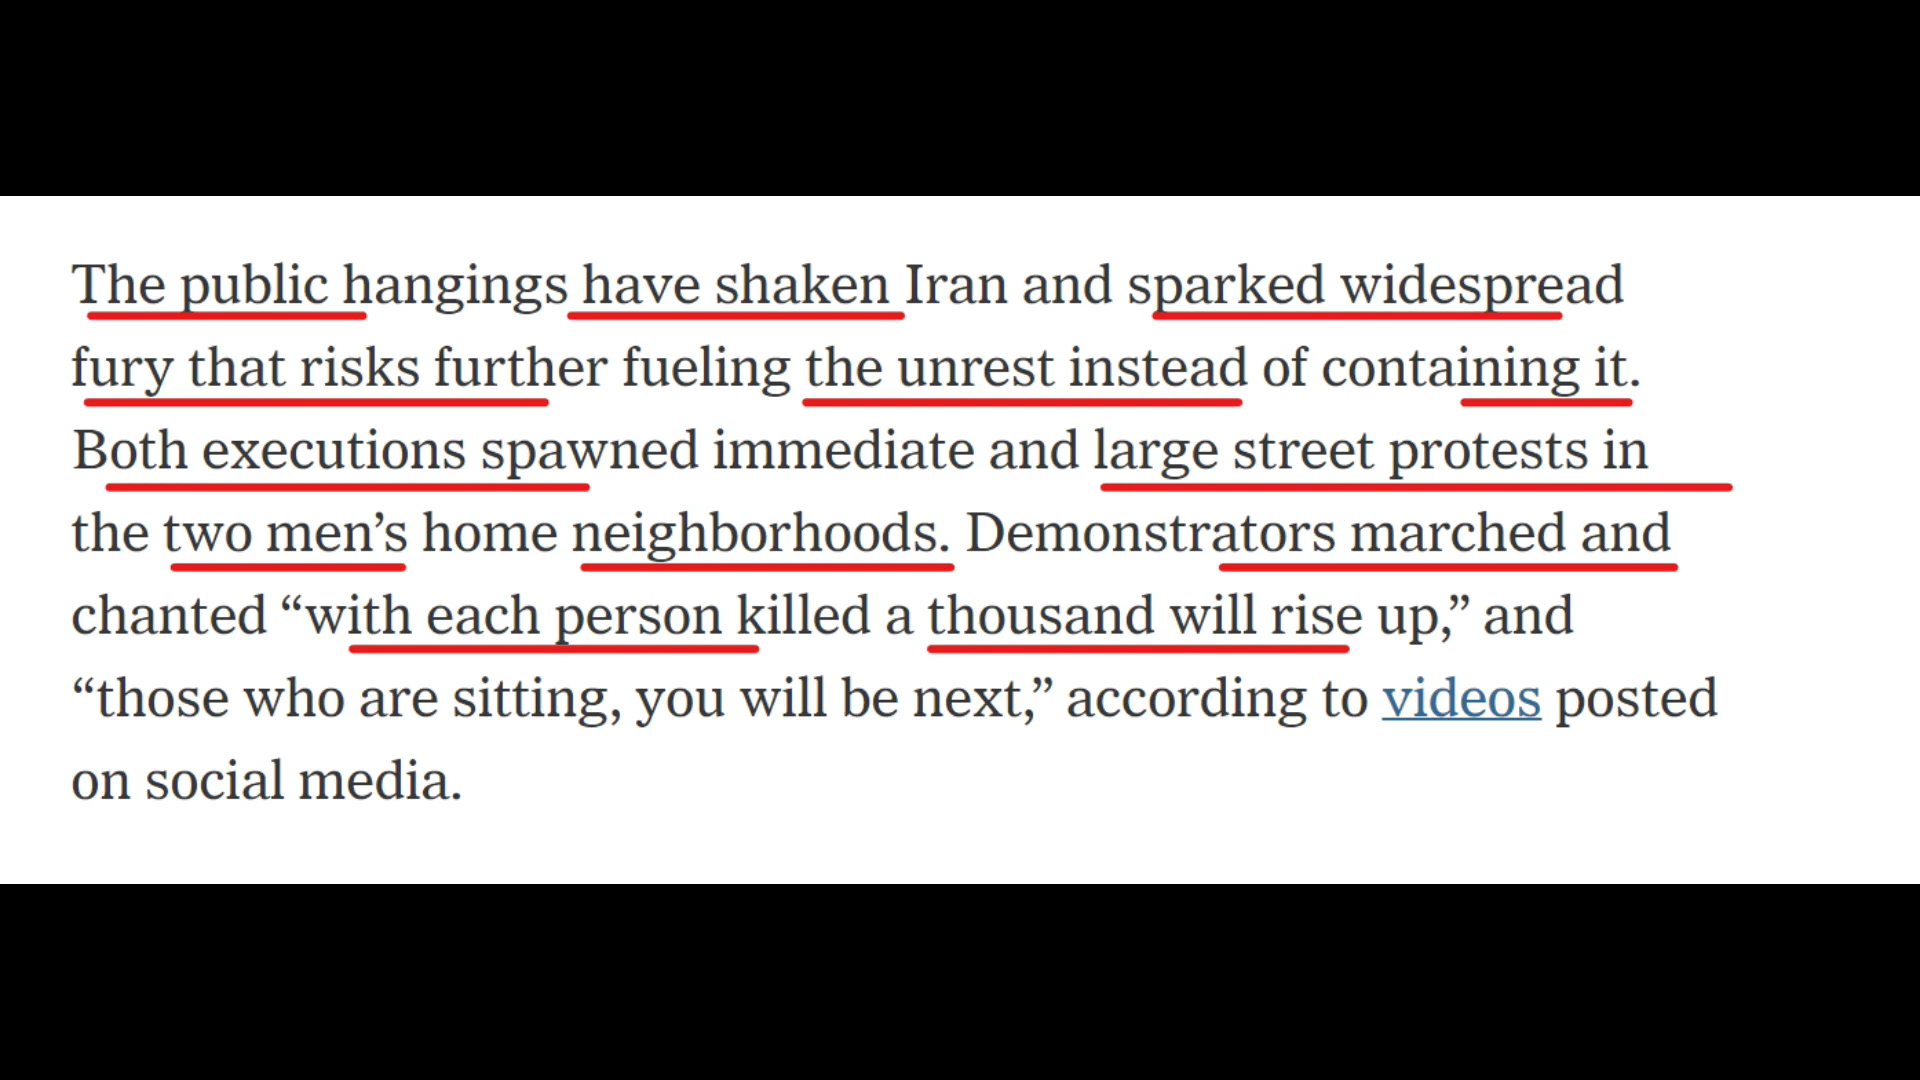 The public hangings have shaken Iran and sparked widespread
fury that risks further fueling the unrest instead of containing it.
Both executions spawned immediate and large street protests in
the two men’s home neighborhoods. Demonstrators marched and
chanted “with each person killed a thousand will rise up,” and
“those who are sitting, you will be next,” according to videos posted
on social media.